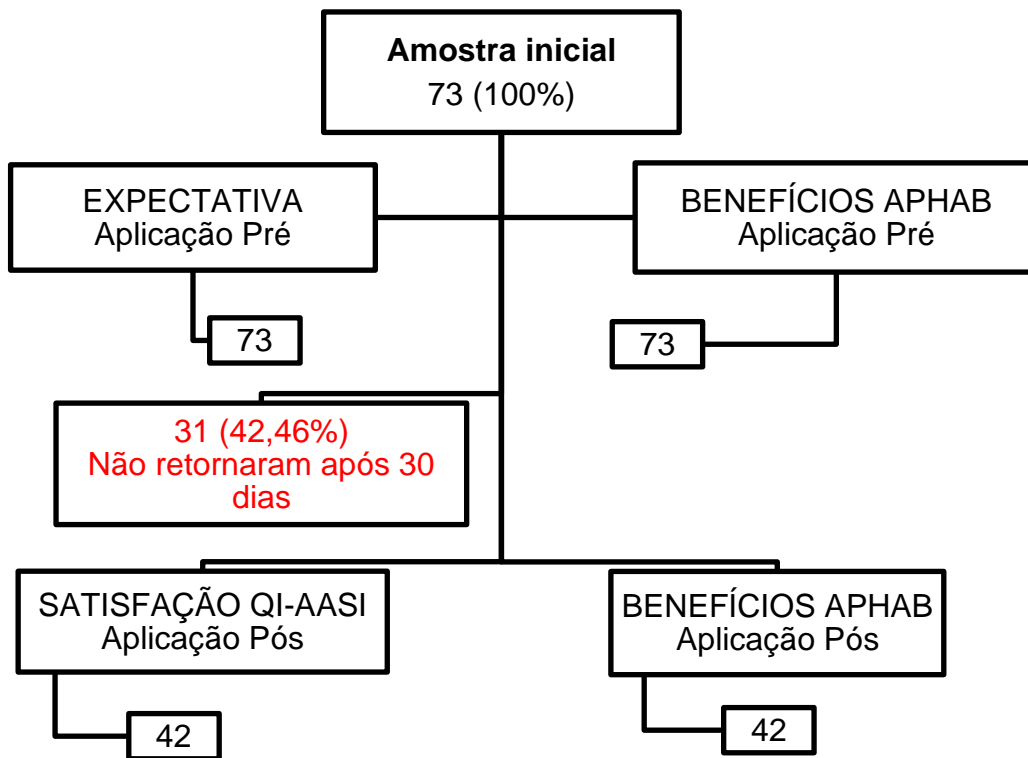 Amostra inicial
73 (100%)
EXPECTATIVA
Aplicação Pré
BENEFÍCIOS APHAB
Aplicação Pré
73
73
31 (42,46%)
Não retornaram após 30
dias
SATISFAÇÃO QI-AASI
Aplicação Pós
BENEFÍCIOS APHAB
Aplicação Pós
42
42